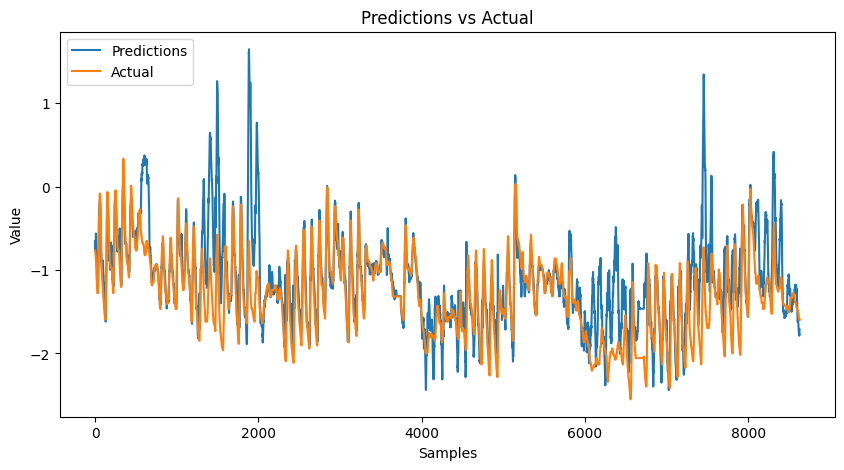 Predictions vs Actual
Predictions
Actual
1
0
−1
−2
Value
0 2000 4000 6000 8000
Samples